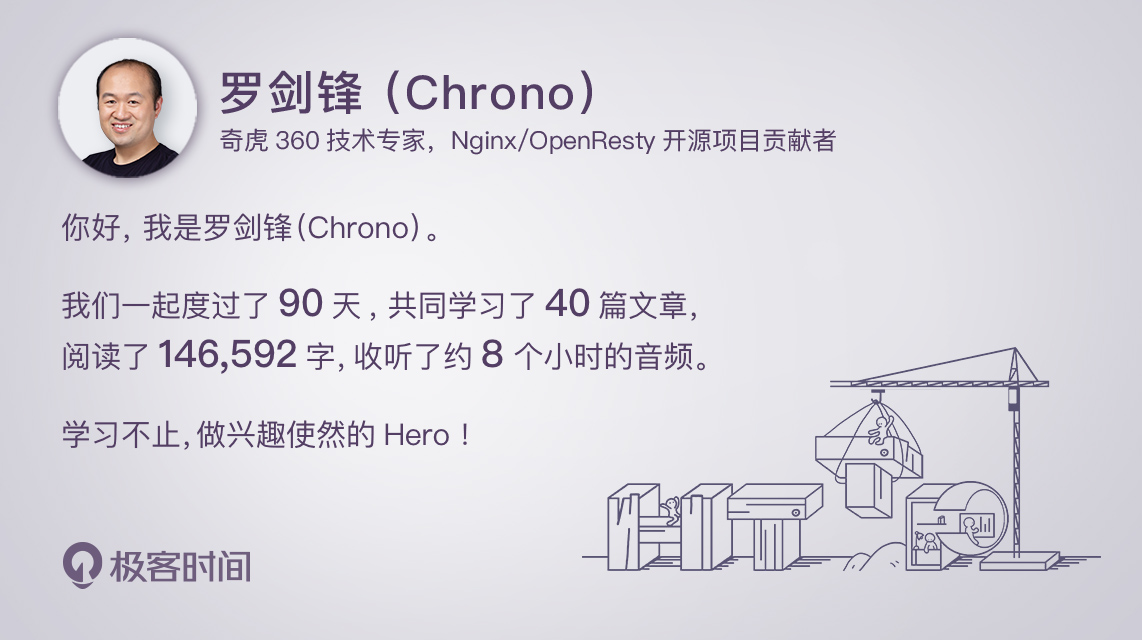 罗剑锋（Chrono）
奇虎 360 技术专家，Nginx/OpenResty 开源项目贡献者
你好，我是罗剑锋（Chrono）。
我们一起度过了 90 天，共同学习了 40 篇文章，
阅读了 146,592 字，收听了约 8 个小时的音频。
学习不止，做兴趣使然的 Hero！
极客时间